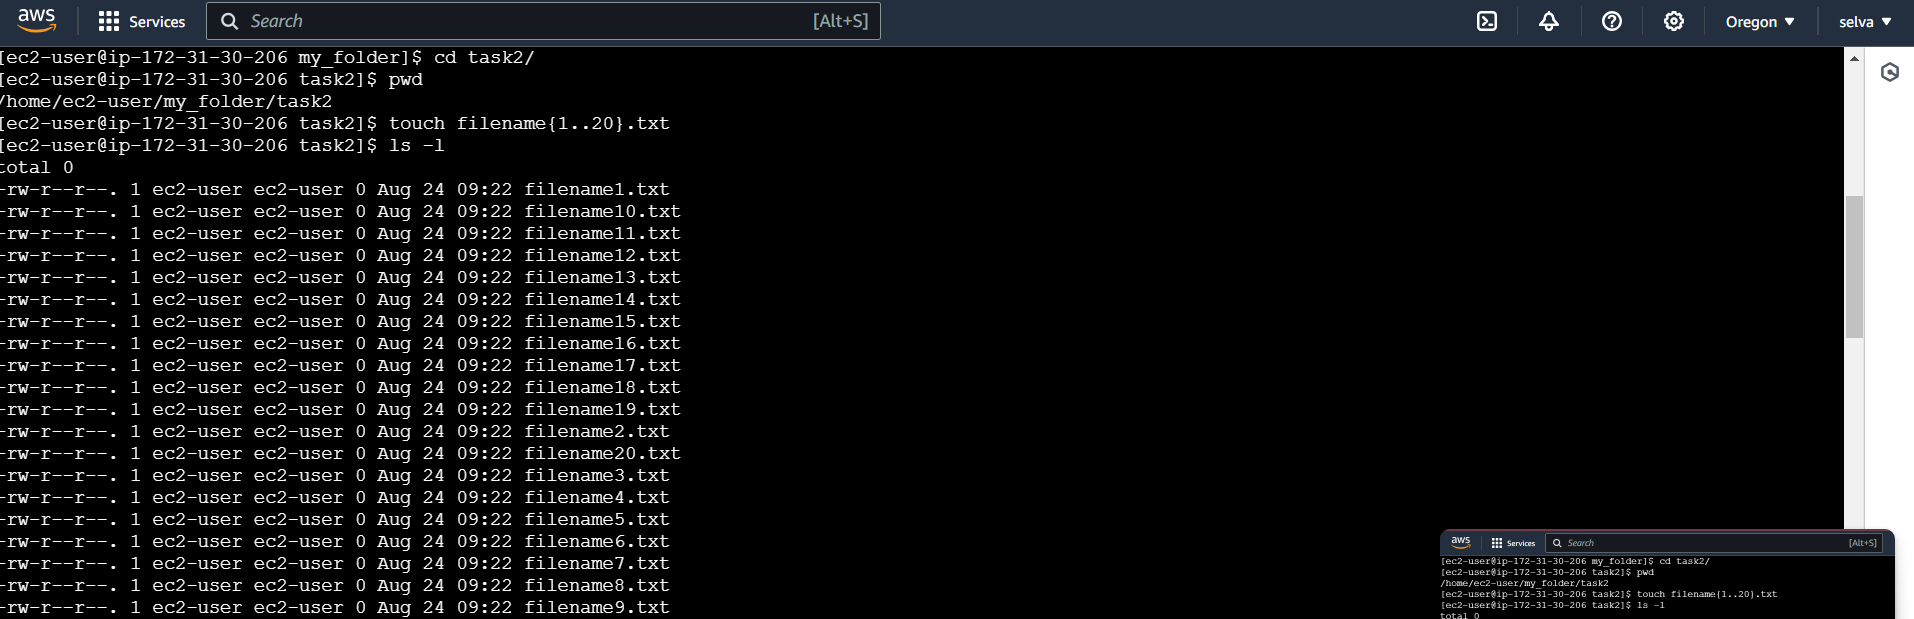 aws Services Search [Alt+S] Oregon selva
[ec2-user@ip-172-31-30-206 my_folder]$ cd task2/
[ec2-user@ip-172-31-30-206 task2]$ pwd
/home/ec2-user/my_folder/task2
[ec2-user@ip-172-31-30-206 task2]$ touch filename{1..20}.txt
[ec2-user@ip-172-31-30-206 task2]$ ls -l
total 0
-rw-r--r--. 1 ec2-user ec2-user 0 Aug 24 09:22 filename1.txt
-rw-r--r--. 1 ec2-user ec2-user 0 Aug 24 09:22 filename10.txt
-rw-r--r--. 1 ec2-user ec2-user 0 Aug 24 09:22 filename11.txt
-rw-r--r--. 1 ec2-user ec2-user 0 Aug 24 09:22 filename12.txt
-rw-r--r--. 1 ec2-user ec2-user 0 Aug 24 09:22 filename13.txt
-rw-r--r--. 1 ec2-user ec2-user 0 Aug 24 09:22 filename14.txt
-rw-r--r--. 1 ec2-user ec2-user 0 Aug 24 09:22 filename15.txt
-rw-r--r--. 1 ec2-user ec2-user 0 Aug 24 09:22 filename16.txt
-rw-r--r--. 1 ec2-user ec2-user 0 Aug 24 09:22 filename17.txt
-rw-r--r--. 1 ec2-user ec2-user 0 Aug 24 09:22 filename18.txt
-rw-r--r--. 1 ec2-user ec2-user 0 Aug 24 09:22 filename19.txt
-rw-r--r--. 1 ec2-user ec2-user 0 Aug 24 09:22 filename2.txt
-rw-r--r--. 1 ec2-user ec2-user 0 Aug 24 09:22 filename20.txt
-rw-r--r--. 1 ec2-user ec2-user 0 Aug 24 09:22 filename3.txt
-rw-r--r--. 1 ec2-user ec2-user 0 Aug 24 09:22 filename4.txt
-rw-r--r--. 1 ec2-user ec2-user 0 Aug 24 09:22 filename5.txt
-rw-r--r--. 1 ec2-user ec2-user 0 Aug 24 09:22 filename6.txt
-rw-r--r--. 1 ec2-user ec2-user 0 Aug 24 09:22 filename7.txt
-rw-r--r--. 1 ec2-user ec2-user 0 Aug 24 09:22 filename8.txt
-rw-r--r--. 1 ec2-user ec2-user 0 Aug 24 09:22 filename9.txt
aws Services Search [Alt+S]
[ec2-user@ip-172-31-30-206 my_folder]$ cd task2/
[ec2-user@ip-172-31-30-206 task2]$ pwd
/home/ec2-user/my_folder/task2
[ec2-user@ip-172-31-30-206 task2]$ touch filename{1..20}.txt
[ec2-user@ip-172-31-30-206 task2]$ ls -l
total 0